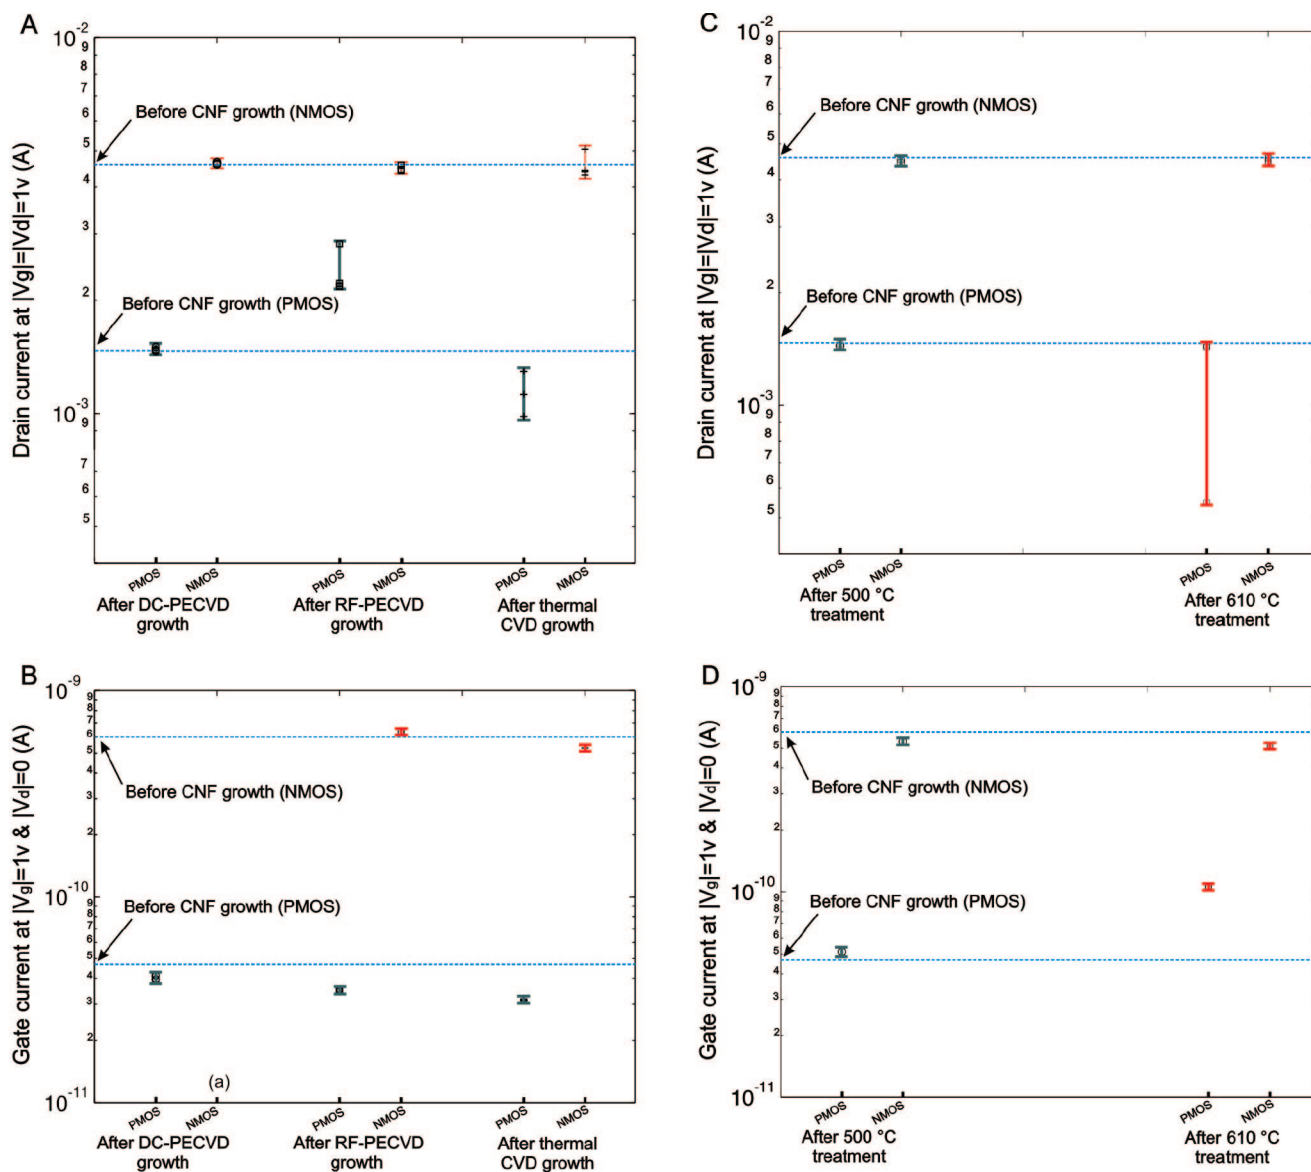 A
10-2
9
8
7
6
5
4
3
2
10-3
9
8
7
6
5
Drain current at |Vg|=|Vd|=1v (A)
Before CNF growth (NMOS)
Before CNF growth (PMOS)
PMOS NMOS PMOS NMOS PMOS NMOS
After DC-PECVD growth
After RF-PECVD growth
After thermal CVD growth
C
10-2
9
8
7
6
5
4
3
2
10-3
9
8
7
6
5
Drain current at |Vg|=|Vd|=1v (A)
Before CNF growth (NMOS)
Before CNF growth (PMOS)
PMOS NMOS PMOS NMOS
After 500 °C treatment
After 610 °C treatment
B
10-9
9
8
7
6
5
4
3
2
10-10
9
8
7
6
5
4
3
2
10-11
Gate current at |Vg|=1v & |Vd|=0 (A)
Before CNF growth (NMOS)
Before CNF growth (PMOS)
(a)
PMOS NMOS PMOS NMOS PMOS NMOS
After DC-PECVD growth
After RF-PECVD growth
After thermal CVD growth
D
10-9
9
8
7
6
5
4
3
2
10-10
9
8
7
6
5
4
3
2
10-11
Gate current at |Vg|=1v & |Vd|=0 (A)
Before CNF growth (NMOS)
Before CNF growth (PMOS)
PMOS NMOS PMOS NMOS
After 500 °C treatment
After 610 °C treatment